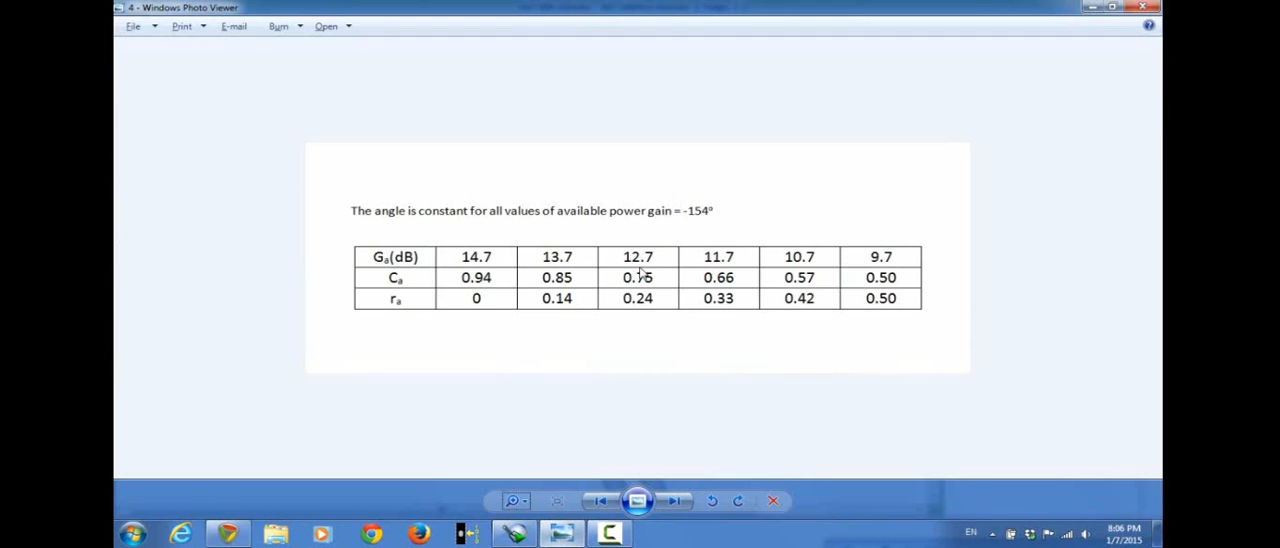 4 - Windows Photo Viewer
File Print E-mail Burn Open
The angle is constant for all values of available power gain = -154°
Gₐ(dB) 14.7 13.7 12.7 11.7 10.7 9.7
Cₐ 0.94 0.85 0.75 0.66 0.57 0.50
rₐ 0 0.14 0.24 0.33 0.42 0.50
EN 8:06 PM
1/7/2015